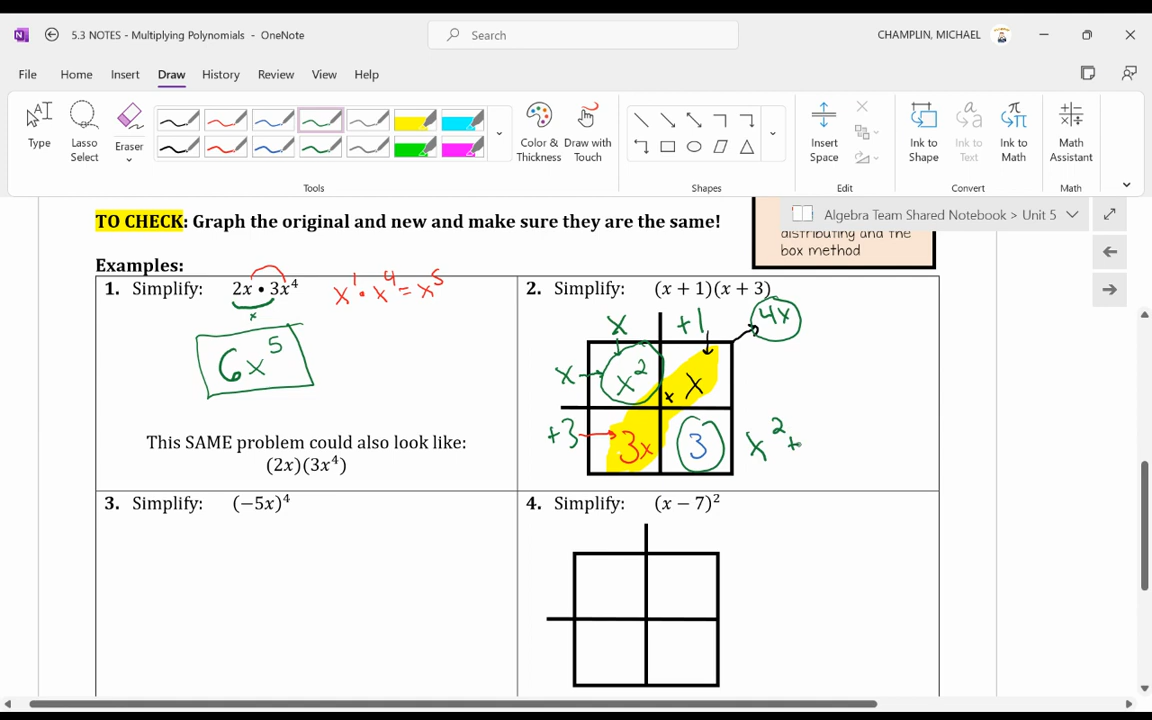 5.3 NOTES - Multiplying Polynomials - OneNote
Search
CHAMPLIN, MICHAEL
File Home Insert Draw History Review View Help
Type
Lasso Select
Eraser
Color & Thickness
Draw with Touch
Insert Space
Ink to Shape
Ink to Text
Ink to Math
Math Assistant
Tools Shapes Edit Convert Math
Algebra Team Shared Notebook > Unit 5
TO CHECK: Graph the original and new and make sure they are the same!
distributing and the
box method
Examples:
1. Simplify: 2x • 3x⁴
x
x¹ • x⁴ = x⁵
6x⁵
This SAME problem could also look like:
(2x)(3x⁴)
2. Simplify: (x + 1)(x + 3)
x +1 4x
x x² x
+3 3x 3 x² +
3. Simplify: (−5x)⁴
4. Simplify: (x − 7)²